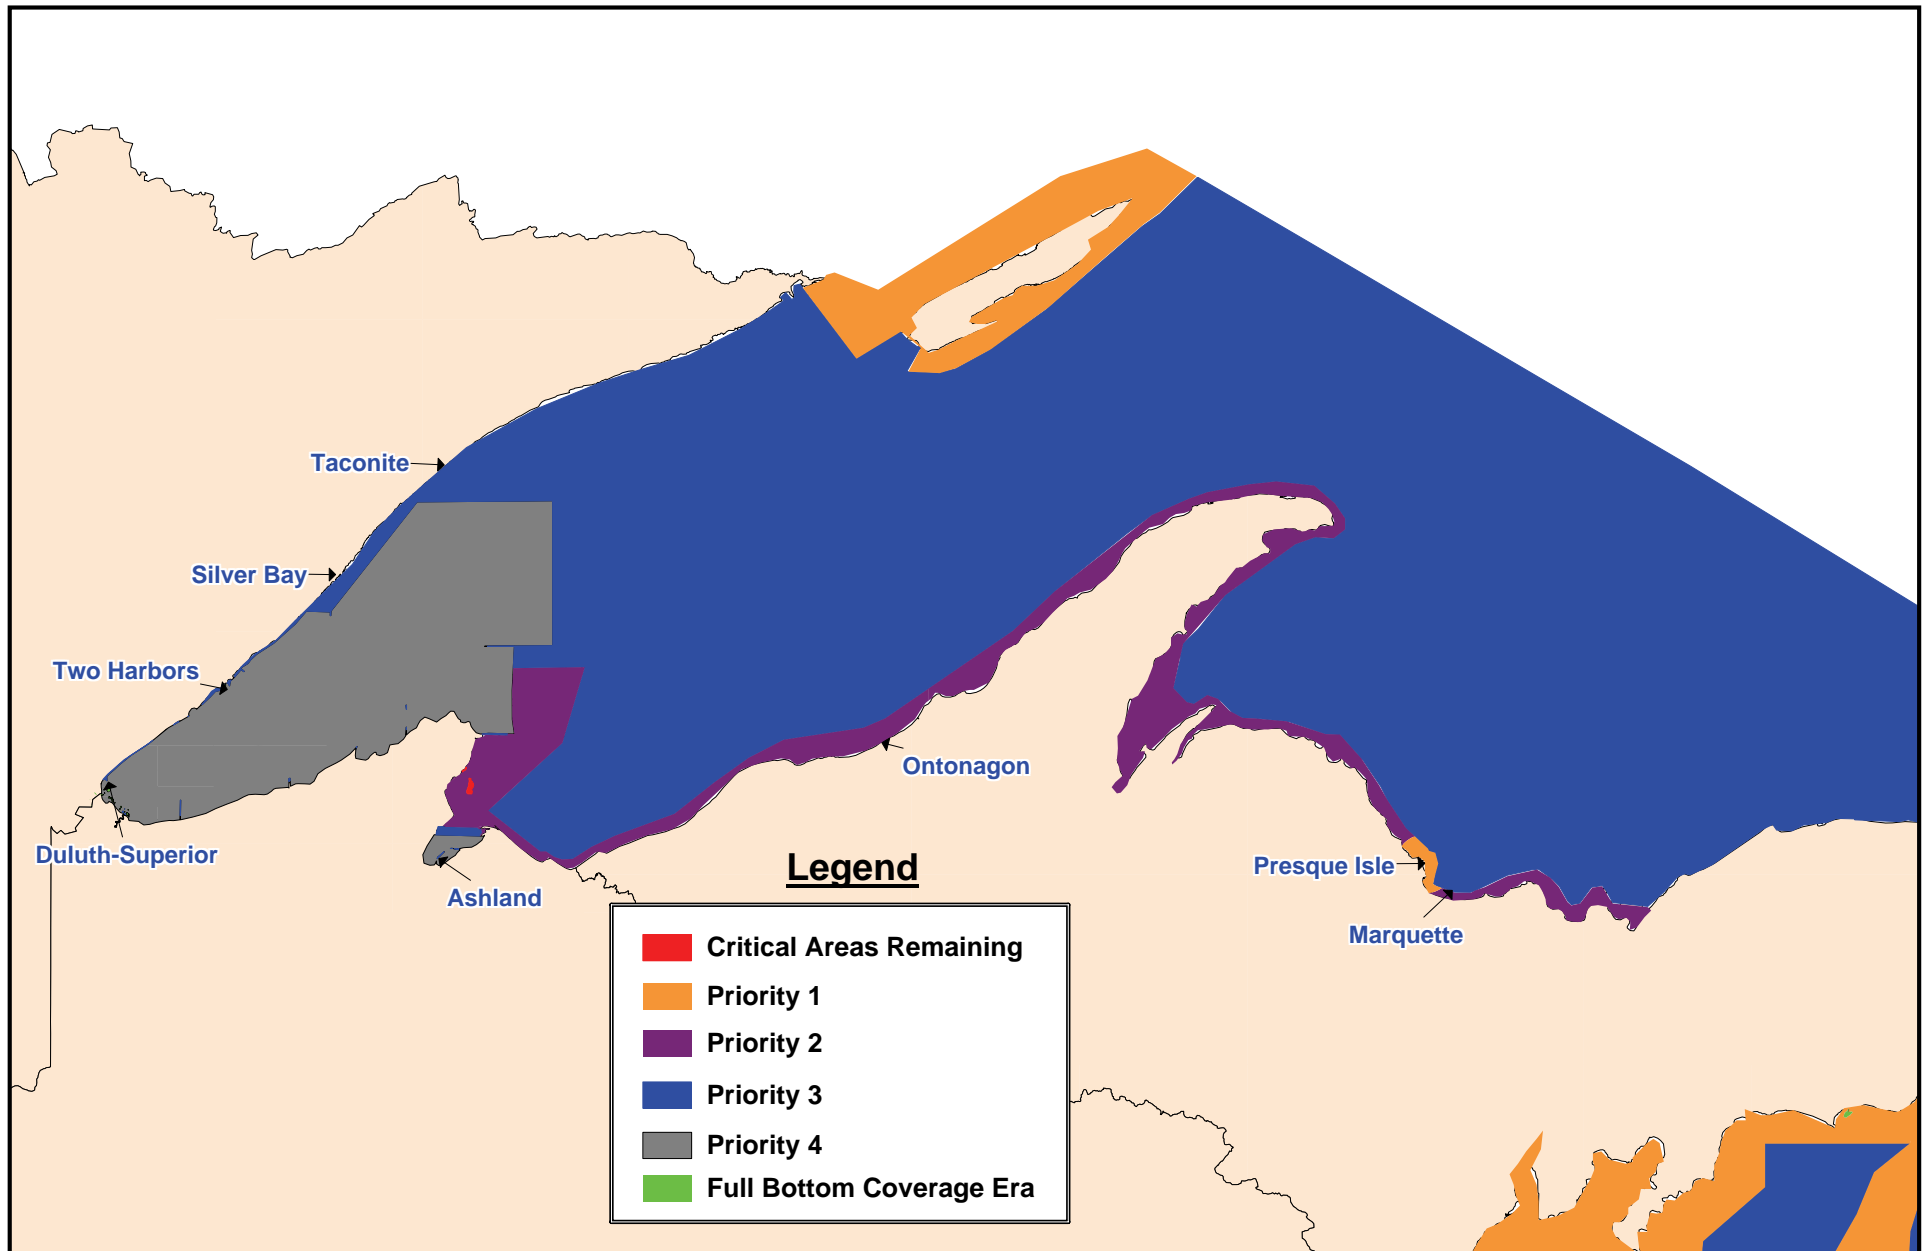 Taconite
Silver Bay
Two Harbors
Ontonagon
Duluth-Superior
Presque Isle
Ashland
Marquette
Legend
Critical Areas Remaining
Priority 1
Priority 2
Priority 3
Priority 4
Full Bottom Coverage Era